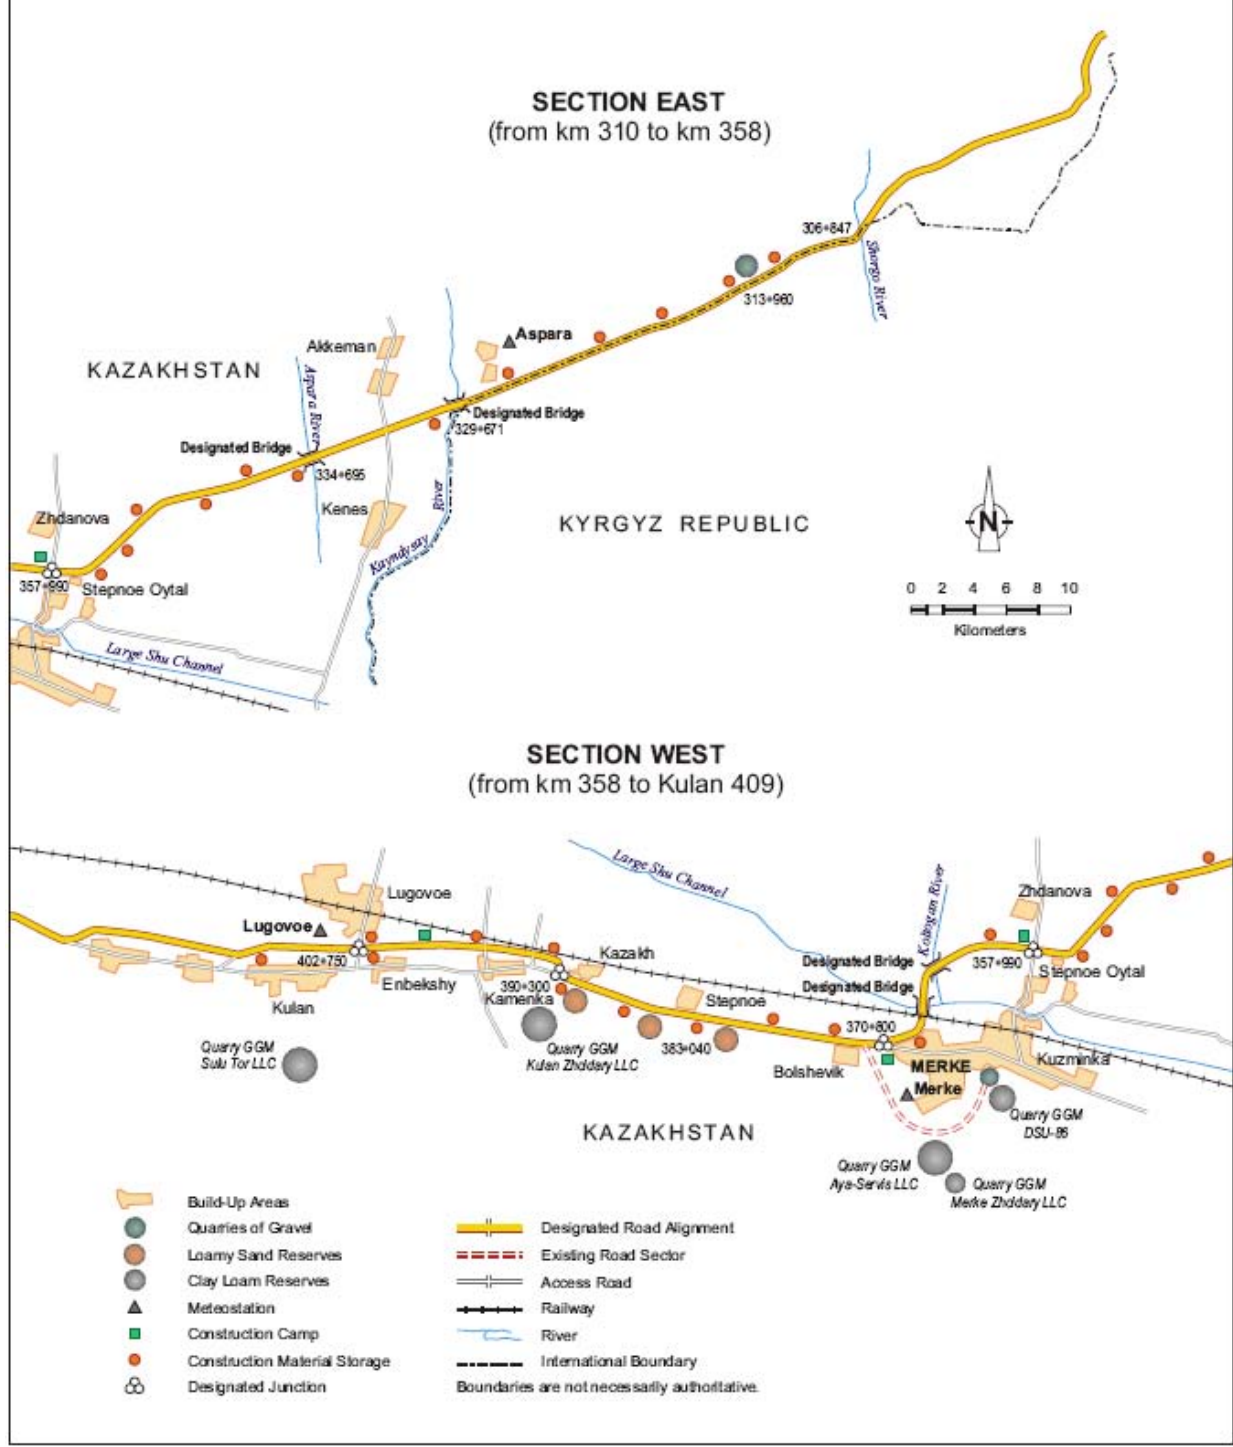 SECTION EAST
(from km 310 to km 358)
306+847
Shorgo River
313+960
Aspara
Akkeman
KAZAKHSTAN
Aspara River
Designated Bridge
329+671
Designated Bridge
334+695
Kenes
River
Kayndysay
KYRGYZ REPUBLIC
N
Zhdanova
357+990
Stepnoe Oytal
0 2 4 6 8 10
Kilometers
Large Shu Channel
SECTION WEST
(from km 358 to Kulan 409)
Large Shu Channel
Lugovoe
Zhdanova
Lugovoe
Koltogan River
Kazakh
Designated Bridge
357+990
402+750
Stepnoe Oytal
Enbekshy
390+300
Designated Bridge
Kamenka
Stepnoe
Kulan
370+800
Quarry GGM
Sulu Tor LLC
Quarry GGM
Kulan Zholdary LLC
383+040
Kuzminka
Bolshevik
MERKE
Merke
Quarry GGM
DSU-86
KAZAKHSTAN
Quarry GGM
Aya-Servis LLC
Quarry GGM
Merke Zholdary LLC
Build-Up Areas
Quarries of Gravel
Designated Road Alignment
Loamy Sand Reserves
Existing Road Sector
Clay Loam Reserves
Access Road
Meteostation
Railway
Construction Camp
River
Construction Material Storage
International Boundary
Designated Junction
Boundaries are not necessarily authoritative.